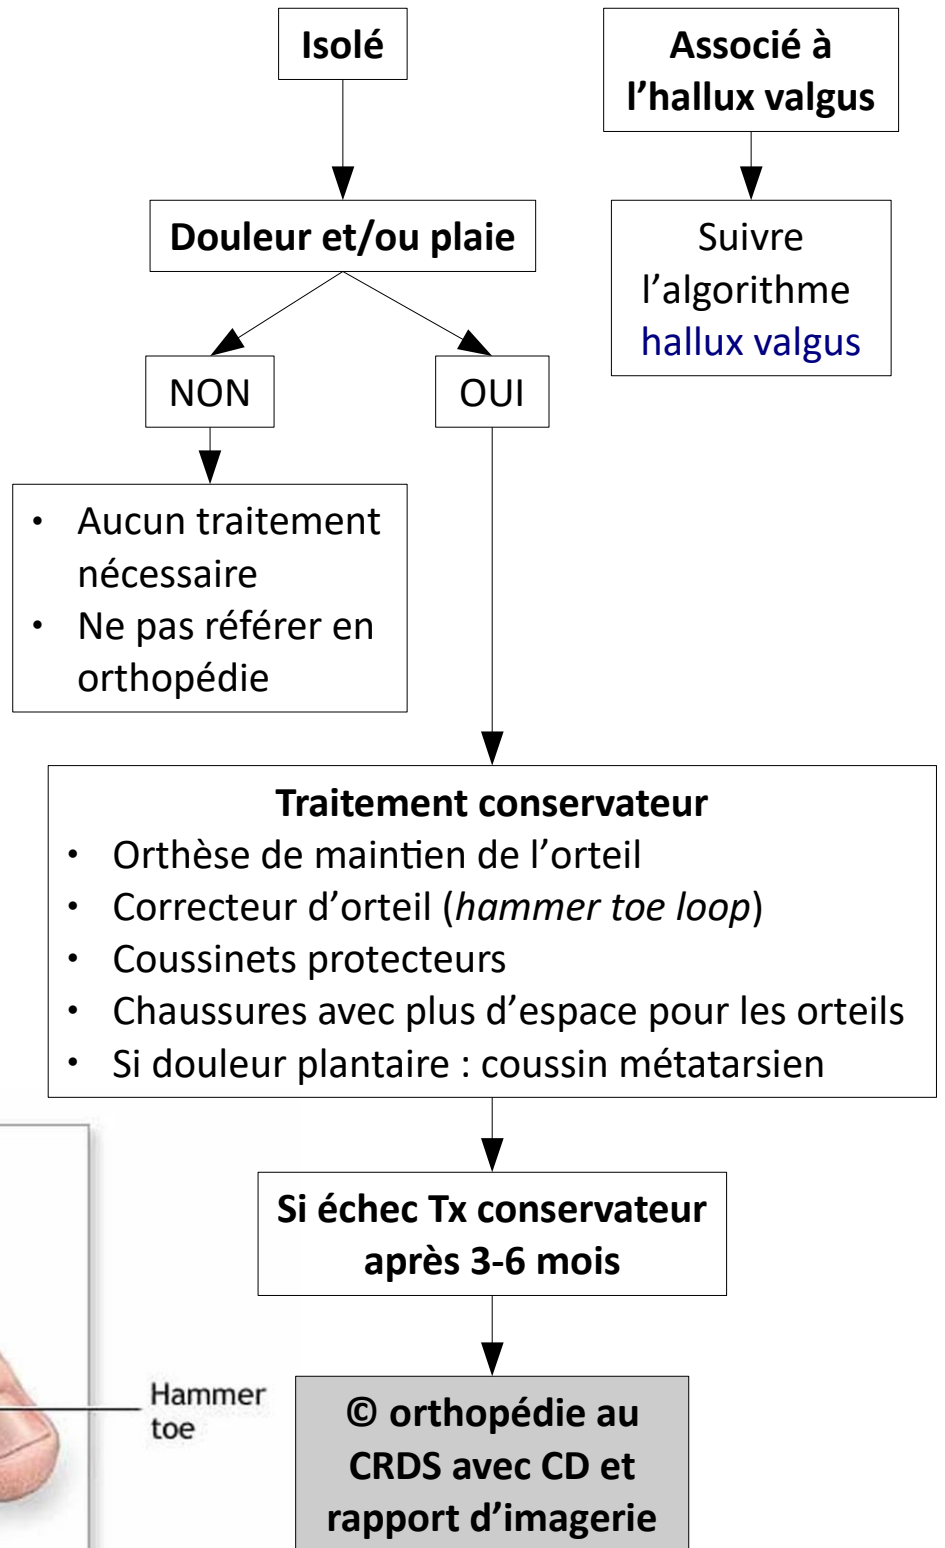 Isolé
Associé à
l’hallux valgus
Douleur et/ou plaie
Suivre
l’algorithme
hallux valgus
NON
OUI
• Aucun traitement
nécessaire
• Ne pas référer en
orthopédie
Traitement conservateur
• Orthèse de maintien de l’orteil
• Correcteur d’orteil (hammer toe loop)
• Coussinets protecteurs
• Chaussures avec plus d’espace pour les orteils
• Si douleur plantaire : coussin métatarsien
Si échec Tx conservateur
après 3-6 mois
Hammer
toe
© orthopédie au
CRDS avec CD et
rapport d’imagerie